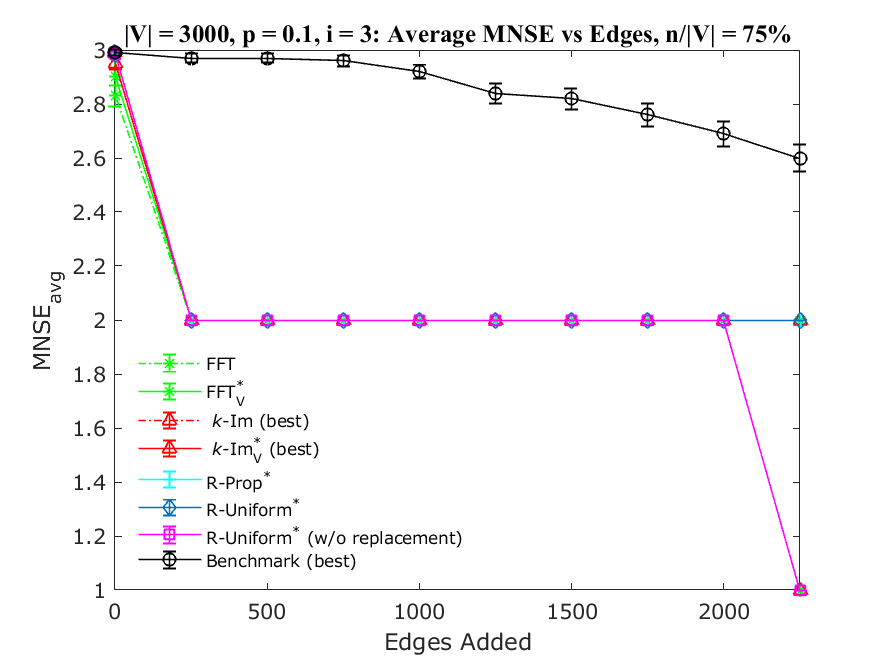 |V| = 3000, p = 0.1, i = 3: Average MNSE vs Edges, n/|V| = 75%
3
2.8
2.6
2.4
2.2
2
1.8
1.6
1.4
1.2
1
MNSE_avg
FFT
FFT*_V
k-Im (best)
k-Im*_V (best)
R-Prop*
R-Uniform*
R-Uniform* (w/o replacement)
Benchmark (best)
0 500 1000 1500 2000
Edges Added